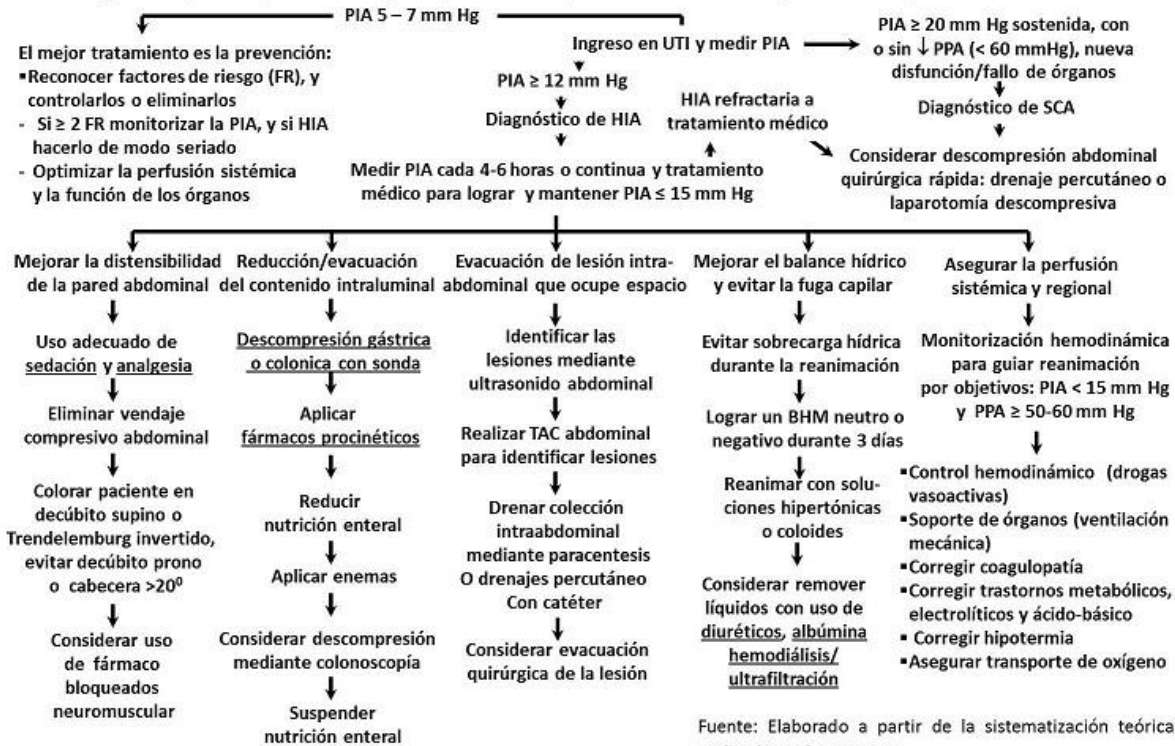 PIA 5 – 7 mm Hg
El mejor tratamiento es la prevención:
▪Reconocer factores de riesgo (FR), y
controlarlos o eliminarlos
- Si ≥ 2 FR monitorizar la PIA, y si HIA
hacerlo de modo seriado
- Optimizar la perfusión sistémica
y la función de los órganos
Ingreso en UTI y medir PIA
PIA ≥ 12 mm Hg
Diagnóstico de HIA
Medir PIA cada 4-6 horas o continua y tratamiento
médico para lograr y mantener PIA ≤ 15 mm Hg
HIA refractaria a
tratamiento médico
PIA ≥ 20 mm Hg sostenida, con
o sin ↓ PPA (< 60 mmHg), nueva
disfunción/fallo de órganos
Diagnóstico de SCA
Considerar descompresión abdominal
quirúrgica rápida: drenaje percutáneo o
laparotomía descompresiva
Mejorar la distensibilidad
de la pared abdominal
Uso adecuado de
sedación y analgesia
Eliminar vendaje
compresivo abdominal
Colorar paciente en
decúbito supino o
Trendelemburg invertido,
evitar decúbito prono
o cabecera >20⁰
Considerar uso
de fármaco
bloqueados
neuromuscular
Reducción/evacuación
del contenido intraluminal
Descompresión gástrica
o colonica con sonda
Aplicar
fármacos procinéticos
Reducir
nutrición enteral
Aplicar enemas
Considerar descompresión
mediante colonoscopía
Suspender
nutrición enteral
Evacuación de lesión intra-
abdominal que ocupe espacio
Identificar las
lesiones mediante
ultrasonido abdominal
Realizar TAC abdominal
para identificar lesiones
Drenar colección
intraabdominal
mediante paracentesis
O drenajes percutáneo
Con catéter
Considerar evacuación
quirúrgica de la lesión
Mejorar el balance hídrico
y evitar la fuga capilar
Evitar sobrecarga hídrica
durante la reanimación
Lograr un BHM neutro o
negativo durante 3 días
Reanimar con solu-
ciones hipertónicas
o coloides
Considerar remover
líquidos con uso de
diuréticos, albúmina
hemodiálisis/
ultrafiltración
Asegurar la perfusión
sistémica y regional
Monitorización hemodinámica
para guiar reanimación
por objetivos: PIA < 15 mm Hg
y PPA ≥ 50-60 mm Hg
▪Control hemodinámico (drogas
vasoactivas)
▪Soporte de órganos (ventilación
mecánica)
▪Corregir coagulopatía
▪Corregir trastornos metabólicos,
electrolíticos y ácido-básico
▪ Corregir hipotermia
▪Asegurar transporte de oxígeno
Fuente: Elaborado a partir de la sistematización teórica